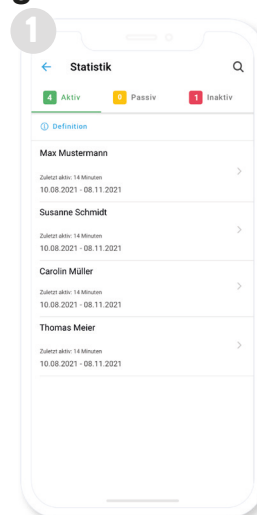 1
Statistik
4 Aktiv 9 Passiv 1 Inaktiv
Definition
Max Mustermann
Zuletzt aktiv: 14 Minuten
10.08.2021 - 08.11.2021
Susanne Schmidt
Zuletzt aktiv: 14 Minuten
10.08.2021 - 08.11.2021
Carolin Müller
Zuletzt aktiv: 14 Minuten
10.08.2021 - 08.11.2021
Thomas Meier
Zuletzt aktiv: 14 Minuten
10.08.2021 - 08.11.2021